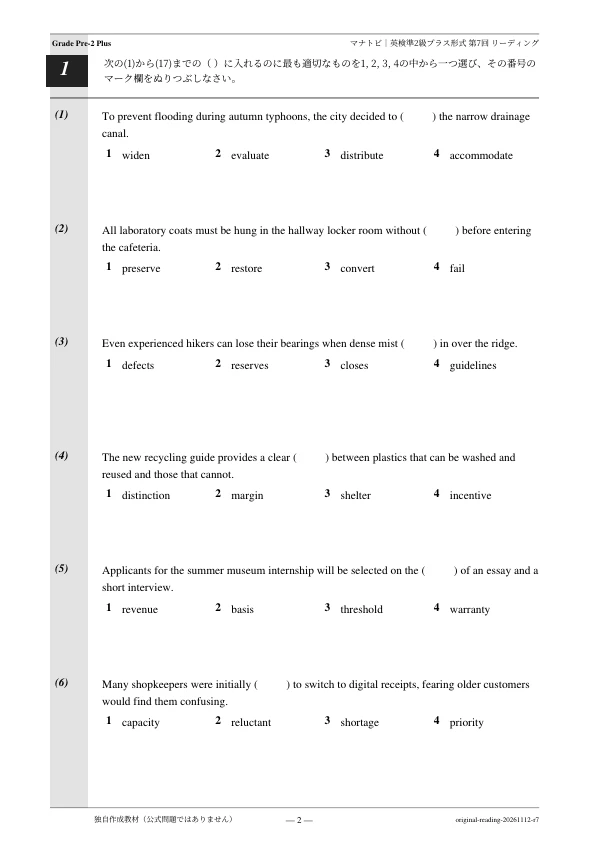 Grade Pre-2 Plus
マナトビ｜英検準2級プラス形式 第7回 リーディング
1
次の(1)から(17)までの（ ）に入れるのに最も適切なものを1, 2, 3, 4の中から一つ選び、その番号の
マーク欄をぬりつぶしなさい。
(1)
To prevent flooding during autumn typhoons, the city decided to ( ) the narrow drainage
canal.
1 widen 2 evaluate 3 distribute 4 accommodate
(2)
All laboratory coats must be hung in the hallway locker room without ( ) before entering
the cafeteria.
1 preserve 2 restore 3 convert 4 fail
(3)
Even experienced hikers can lose their bearings when dense mist ( ) in over the ridge.
1 defects 2 reserves 3 closes 4 guidelines
(4)
The new recycling guide provides a clear ( ) between plastics that can be washed and
reused and those that cannot.
1 distinction 2 margin 3 shelter 4 incentive
(5)
Applicants for the summer museum internship will be selected on the ( ) of an essay and a
short interview.
1 revenue 2 basis 3 threshold 4 warranty
(6)
Many shopkeepers were initially ( ) to switch to digital receipts, fearing older customers
would find them confusing.
1 capacity 2 reluctant 3 shortage 4 priority
独自作成教材（公式問題ではありません）
— 2 —
original-reading-20261112-r7